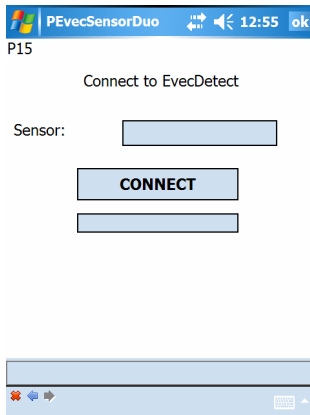 PEvecSensorDuo 12:55 ok
P15
Connect to EvecDetect
Sensor:
CONNECT